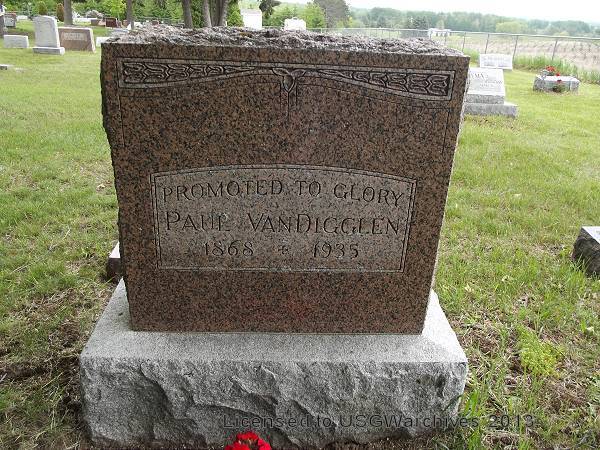 PROMOTED TO GLORY
PAUL VANDIGGLEN
1868 1935
Licensed to USGWarchives 2013